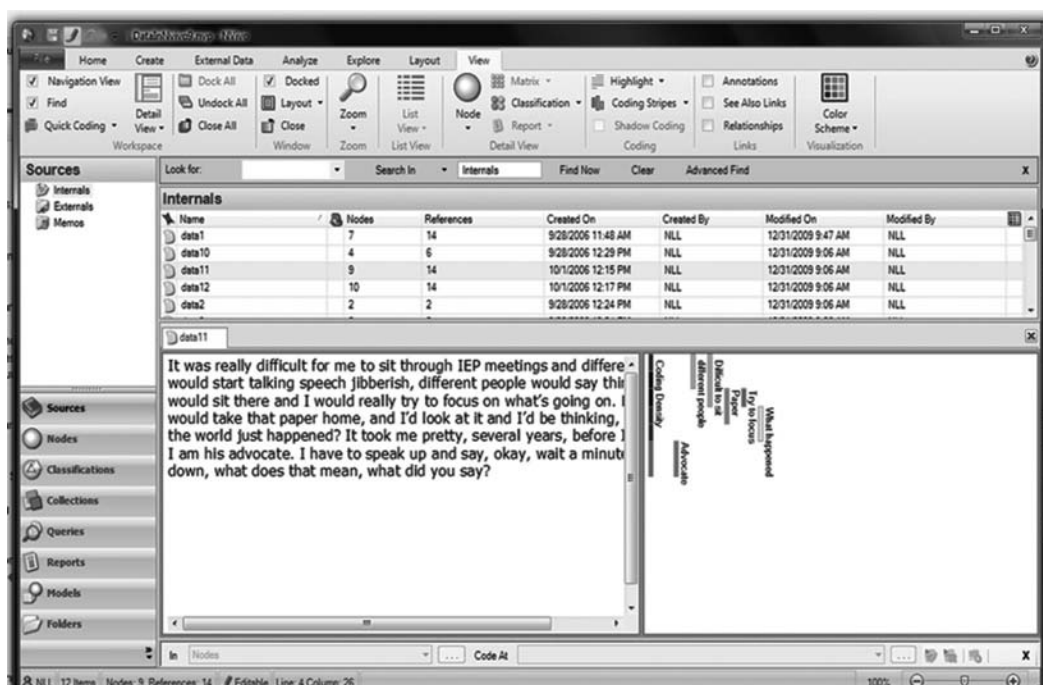 DataInNvivo9.nvp - NVivo
File Home Create External Data Analyze Explore Layout View
Navigation View
Find
Quick Coding
Detail View
Workspace
Dock All
Undock All
Close All
Docked
Layout
Close
Window
Zoom
Zoom
List View
List View
Node
Matrix
Classification
Report
Detail View
Highlight
Coding Stripes
Shadow Coding
Coding
Annotations
See Also Links
Relationships
Links
Color Scheme
Visualization
Sources
Internals
Externals
Memos
Look for: Search In Internals Find Now Clear Advanced Find X
Internals
Name Nodes References Created On Created By Modified On Modified By
data1 7 14 9/28/2006 11:48 AM NLL 12/31/2009 9:47 AM NLL
data10 4 6 9/28/2006 12:29 PM NLL 12/31/2009 9:06 AM NLL
data11 9 14 10/1/2006 12:15 PM NLL 12/31/2009 9:06 AM NLL
data12 10 14 10/1/2006 12:17 PM NLL 12/31/2009 9:06 AM NLL
data2 2 2 9/28/2006 12:24 PM NLL 12/31/2009 9:06 AM NLL
data11
It was really difficult for me to sit through IEP meetings and differe
would start talking speech jibberish, different people would say thin
would sit there and I would really try to focus on what's going on.
would take that paper home, and I'd look at it and I'd be thinking,
the world just happened? It took me pretty, several years, before I
I am his advocate. I have to speak up and say, okay, wait a minute
down, what does that mean, what did you say?
Coding Density
Advocate
different people
Difficult to sit
Paper
Try to focus
What happened
Sources
Nodes
Classifications
Collections
Queries
Reports
Models
Folders
In Nodes ... Code At ... X
NLL 12 Items Nodes: 9 References: 14 Editable Line: 4 Column: 26 100%